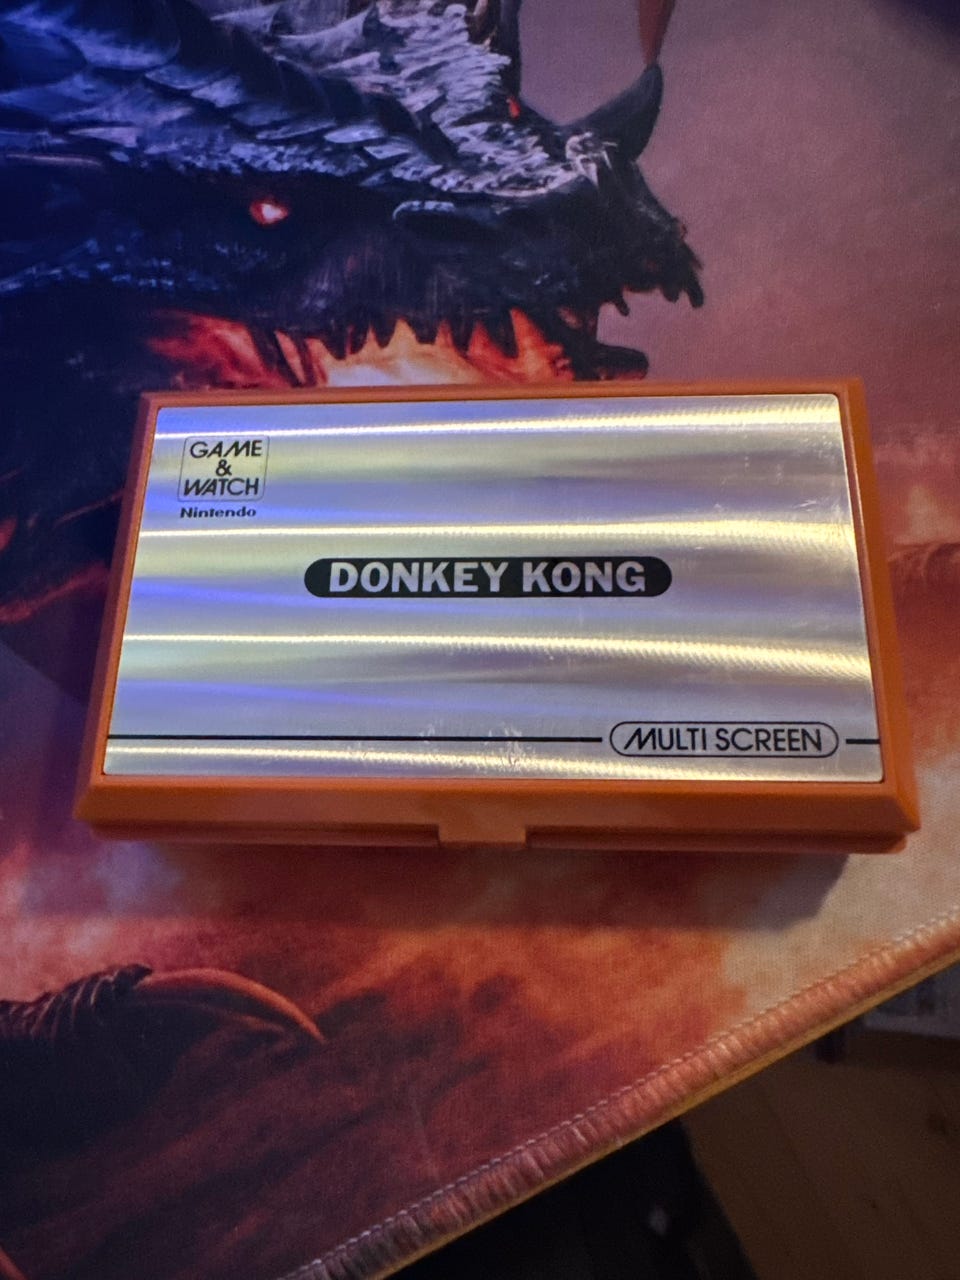 GAME
&
WATCH
Nintendo
DONKEY KONG
MULTI SCREEN